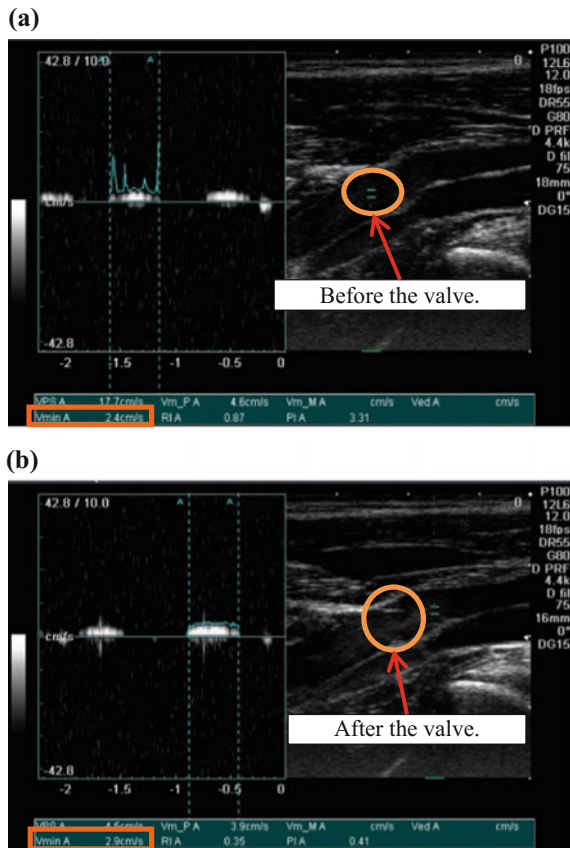 (a)
42.8 / 10.0 A A
cm/s
-42.8
-2 -1.5 -1 -0.5 0
0
P100
12L6
12.0
18fps
DR55
G80
D PRF
4.4k
D fil
75
18mm
0°
DG15
Before the valve.
VPS A 17.7cm/s Vm_P A 4.6cm/s Vm_M A cm/s Ved A cm/s
Vmin A 2.4cm/s RI A 0.87 PI A 3.31
(b)
42.8 / 10.0 A A
cm/s
-42.8
-2 -1.5 -1 -0.5 0
0
P100
12L6
12.0
18fps
DR55
G80
D PRF
4.4k
D fil
75
16mm
0°
DG15
After the valve.
VPS A 4.5cm/s Vm_P A 3.9cm/s Vm_M A cm/s Ved A cm/s
Vmin A 2.9cm/s RI A 0.35 PI A 0.41